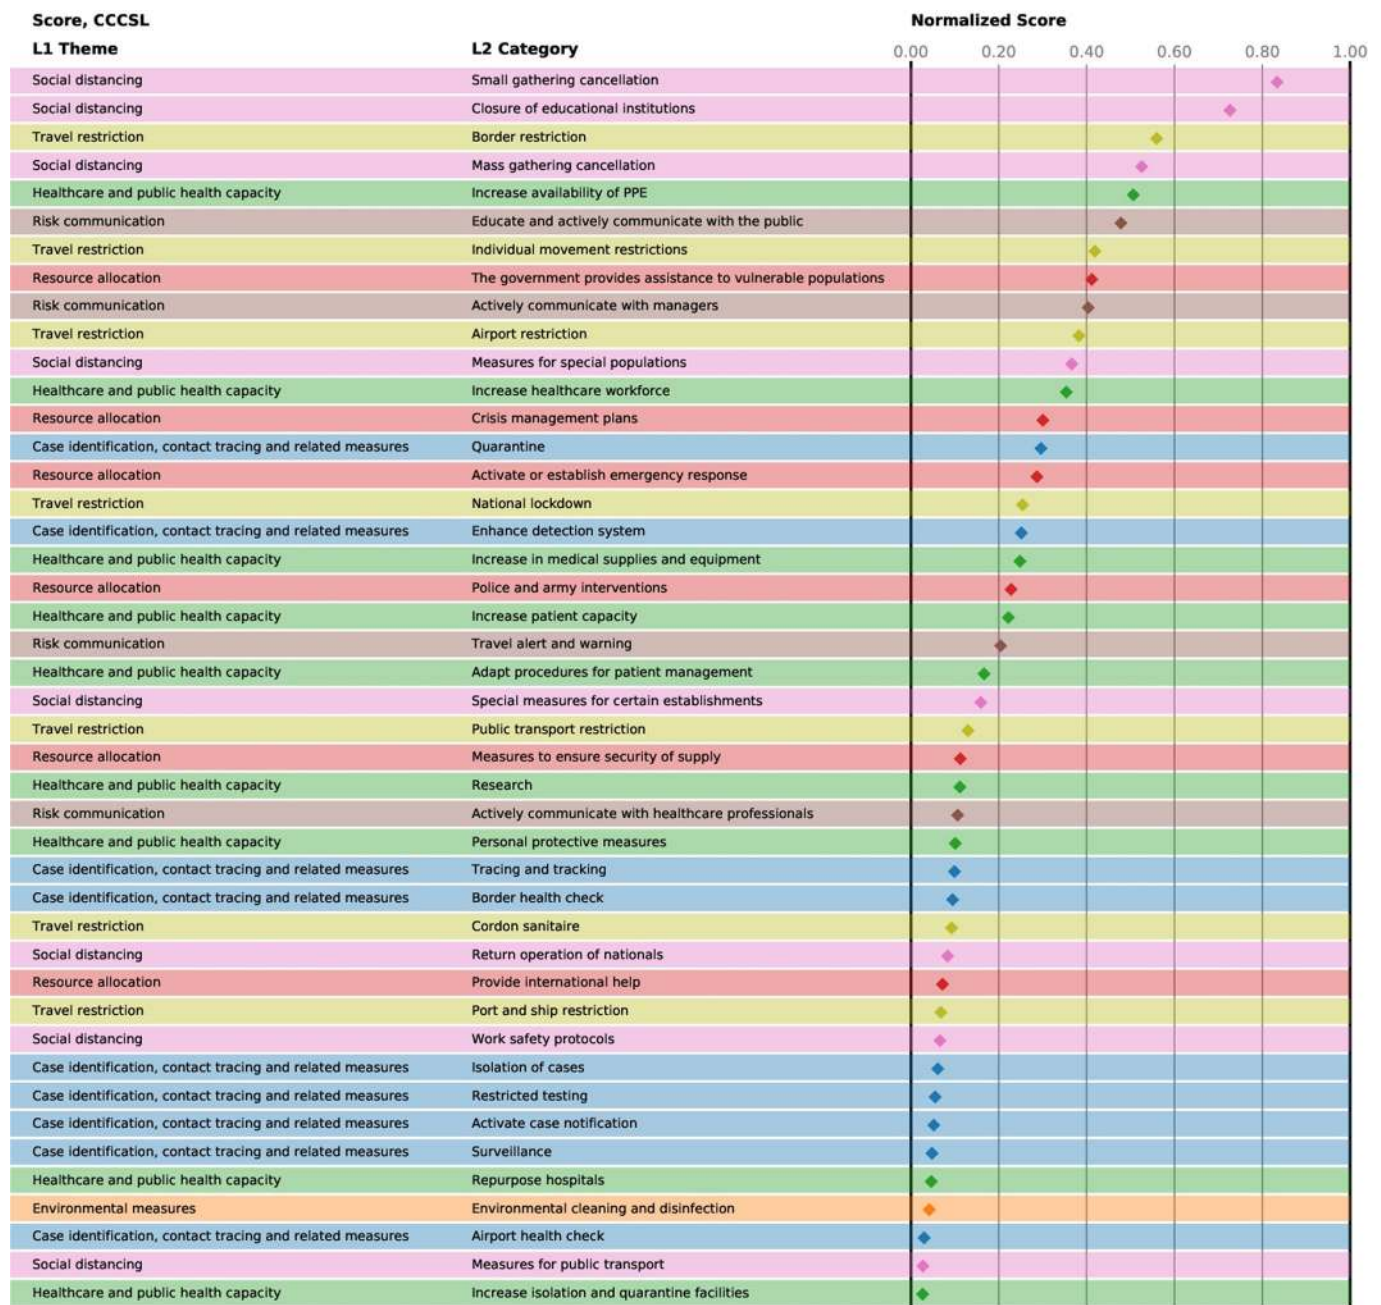 Score, CCCSL Normalized Score
L1 Theme L2 Category 0.00 0.20 0.40 0.60 0.80 1.00
Social distancing Small gathering cancellation
Social distancing Closure of educational institutions
Travel restriction Border restriction
Social distancing Mass gathering cancellation
Healthcare and public health capacity Increase availability of PPE
Risk communication Educate and actively communicate with the public
Travel restriction Individual movement restrictions
Resource allocation The government provides assistance to vulnerable populations
Risk communication Actively communicate with managers
Travel restriction Airport restriction
Social distancing Measures for special populations
Healthcare and public health capacity Increase healthcare workforce
Resource allocation Crisis management plans
Case identification, contact tracing and related measures Quarantine
Resource allocation Activate or establish emergency response
Travel restriction National lockdown
Case identification, contact tracing and related measures Enhance detection system
Healthcare and public health capacity Increase in medical supplies and equipment
Resource allocation Police and army interventions
Healthcare and public health capacity Increase patient capacity
Risk communication Travel alert and warning
Healthcare and public health capacity Adapt procedures for patient management
Social distancing Special measures for certain establishments
Travel restriction Public transport restriction
Resource allocation Measures to ensure security of supply
Healthcare and public health capacity Research
Risk communication Actively communicate with healthcare professionals
Healthcare and public health capacity Personal protective measures
Case identification, contact tracing and related measures Tracing and tracking
Case identification, contact tracing and related measures Border health check
Travel restriction Cordon sanitaire
Social distancing Return operation of nationals
Resource allocation Provide international help
Travel restriction Port and ship restriction
Social distancing Work safety protocols
Case identification, contact tracing and related measures Isolation of cases
Case identification, contact tracing and related measures Restricted testing
Case identification, contact tracing and related measures Activate case notification
Case identification, contact tracing and related measures Surveillance
Healthcare and public health capacity Repurpose hospitals
Environmental measures Environmental cleaning and disinfection
Case identification, contact tracing and related measures Airport health check
Social distancing Measures for public transport
Healthcare and public health capacity Increase isolation and quarantine facilities